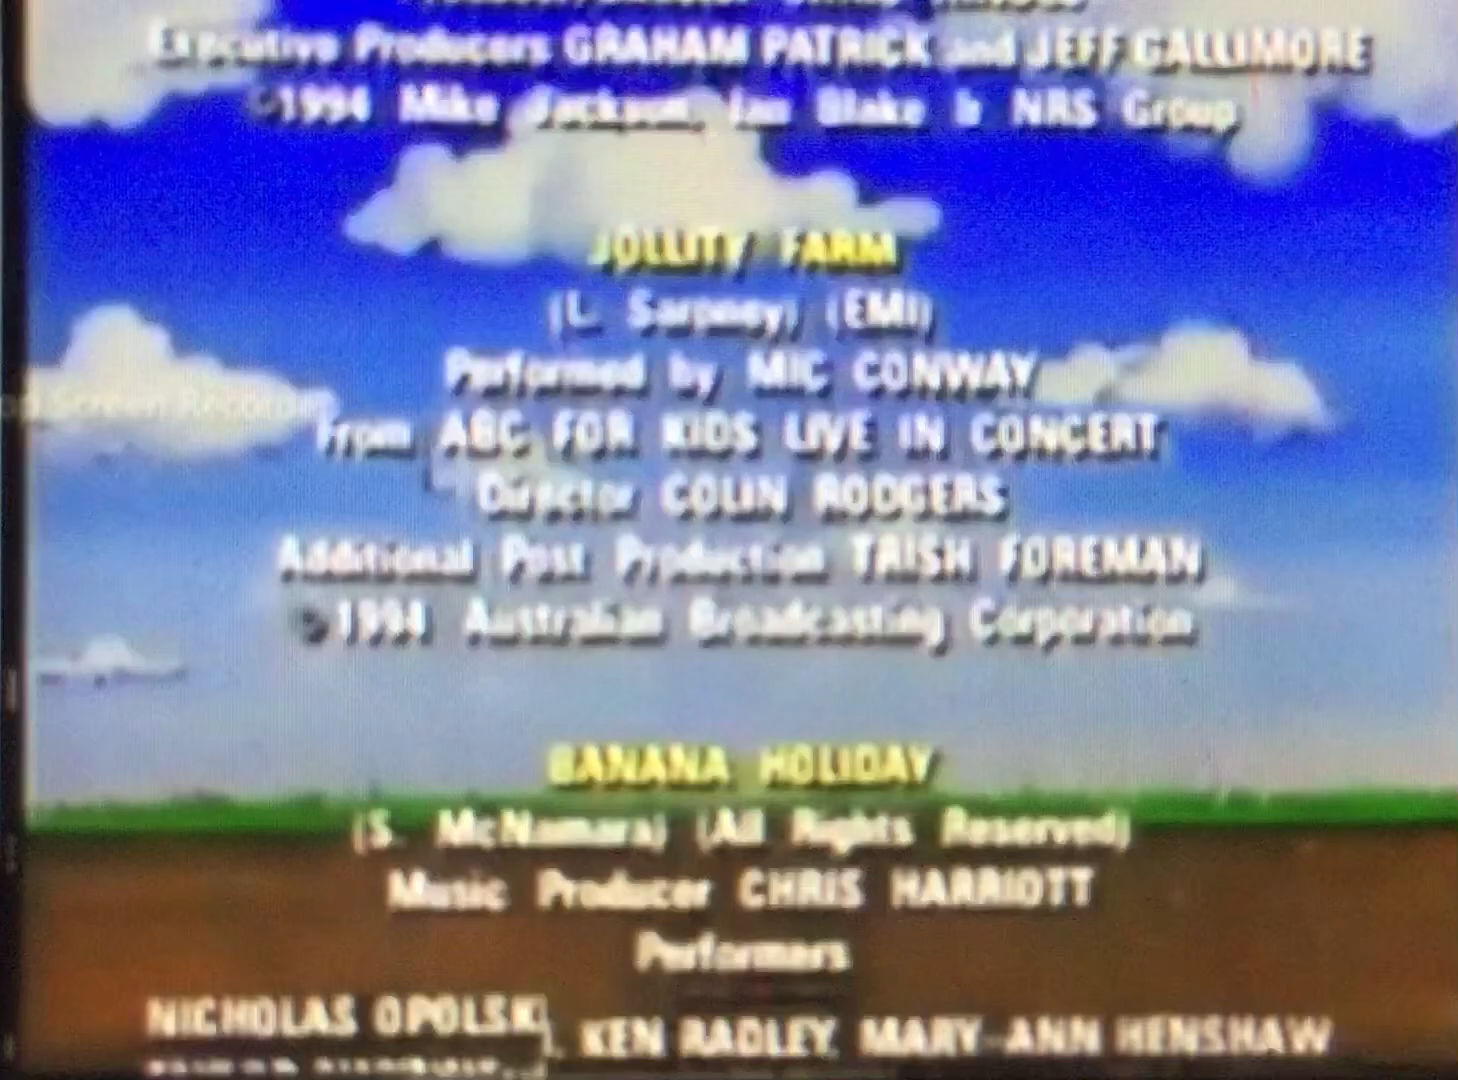 Executive Producers GRAHAM PATRICK and JEFF GALLIMORE
©1994 Mike Jackson, Ian Blake & NRS Group
JOLLITY FARM
(L. Sarpney) (EMI)
Performed by MIC CONWAY
From ABC FOR KIDS LIVE IN CONCERT
Director COLIN RODGERS
Additional Post Production TRISH FOREMAN
©1994 Australian Broadcasting Corporation
Screen Recorder
BANANA HOLIDAY
(S. McNamara) (All Rights Reserved)
Music Producer CHRIS HARRIOTT
Performers
NICHOLAS OPOLSKI, KEN RADLEY, MARY-ANN HENSHAW